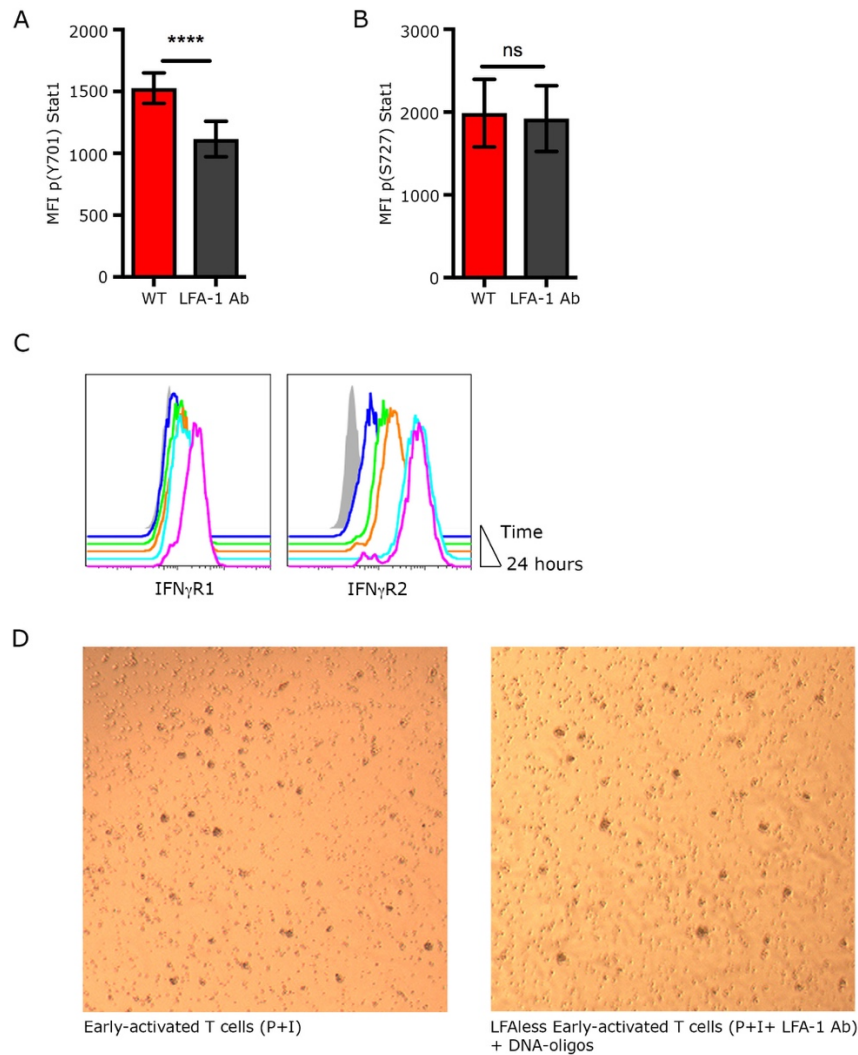 A
MFI p(Y701) Stat1
2000
1500
1000
500
0
****
WT
LFA-1 Ab
B
MFI p(S727) Stat1
3000
2000
1000
0
ns
WT
LFA-1 Ab
C
IFNγR1
IFNγR2
Time
24 hours
D
Early-activated T cells (P+I)
LFAless Early-activated T cells (P+I+ LFA-1 Ab)
+ DNA-oligos